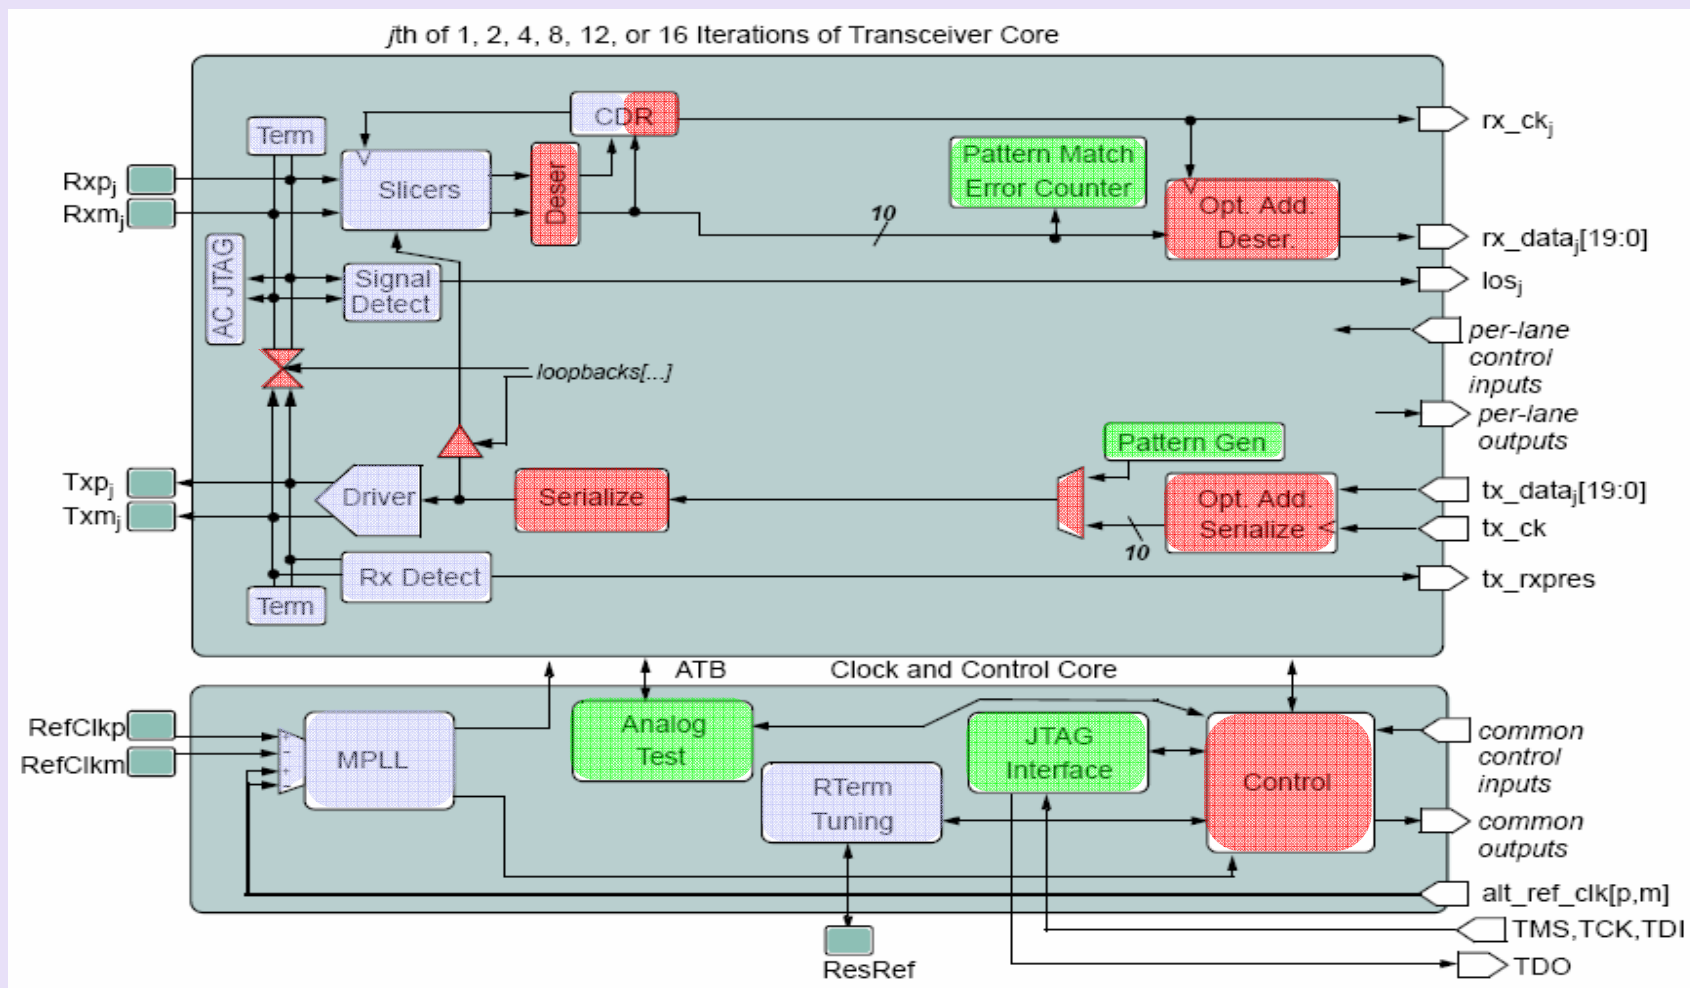 jth of 1, 2, 4, 8, 12, or 16 Iterations of Transceiver Core
Term
CDR
rx_ckj
Rxpj
Rxmj
Slicers
Deser
Pattern Match
Error Counter
10
Opt. Add.
Deser.
rx_dataj[19:0]
AC JTAG
Signal
Detect
losj
per-lane
control
inputs
loopbacks[...]
per-lane
outputs
Pattern Gen
Txpj
Txmj
Driver
Serialize
10
Opt. Add.
Serialize
tx_dataj[19:0]
tx_ck
Rx Detect
tx_rxpres
Term
ATB
Clock and Control Core
RefClkp
RefClkm
MPLL
Analog
Test
RTerm
Tuning
JTAG
Interface
Control
common
control
inputs
common
outputs
alt_ref_clk[p,m]
TMS,TCK,TDI
TDO
ResRef